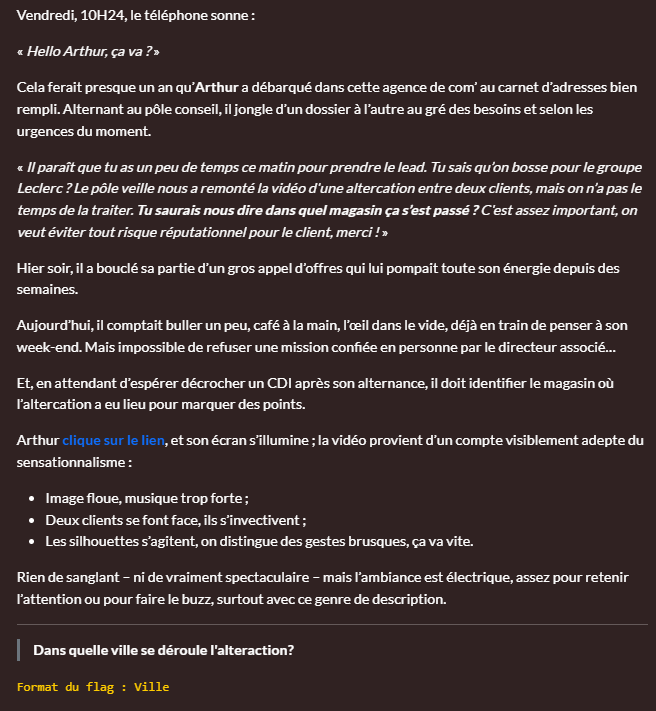 Vendredi, 10H24, le téléphone sonne :
« Hello Arthur, ça va ? »
Cela ferait presque un an qu’Arthur a débarqué dans cette agence de com’ au carnet d’adresses bien
rempli. Alternant au pôle conseil, il jongle d’un dossier à l’autre au gré des besoins et selon les
urgences du moment.
« Il paraît que tu as un peu de temps ce matin pour prendre le lead. Tu sais qu’on bosse pour le groupe
Leclerc ? Le pôle veille nous a remonté la vidéo d’une altercation entre deux clients, mais on n’a pas le
temps de la traiter. Tu saurais nous dire dans quel magasin ça s’est passé ? C’est assez important, on
veut éviter tout risque réputationnel pour le client, merci ! »
Hier soir, il a bouclé sa partie d’un gros appel d’offres qui lui pompait toute son énergie depuis des
semaines.
Aujourd’hui, il comptait buller un peu, café à la main, l’œil dans le vide, déjà en train de penser à son
week-end. Mais impossible de refuser une mission confiée en personne par le directeur associé…
Et, en attendant d’espérer décrocher un CDI après son alternance, il doit identifier le magasin où
l’altercation a eu lieu pour marquer des points.
Arthur clique sur le lien, et son écran s’illumine ; la vidéo provient d’un compte visiblement adepte du
sensationnalisme :
• Image floue, musique trop forte ;
• Deux clients se font face, ils s’invectivent ;
• Les silhouettes s’agitent, on distingue des gestes brusques, ça va vite.
Rien de sanglant – ni de vraiment spectaculaire – mais l’ambiance est électrique, assez pour retenir
l’attention ou pour faire le buzz, surtout avec ce genre de description.
Dans quelle ville se déroule l'alteraction?
Format du flag : Ville